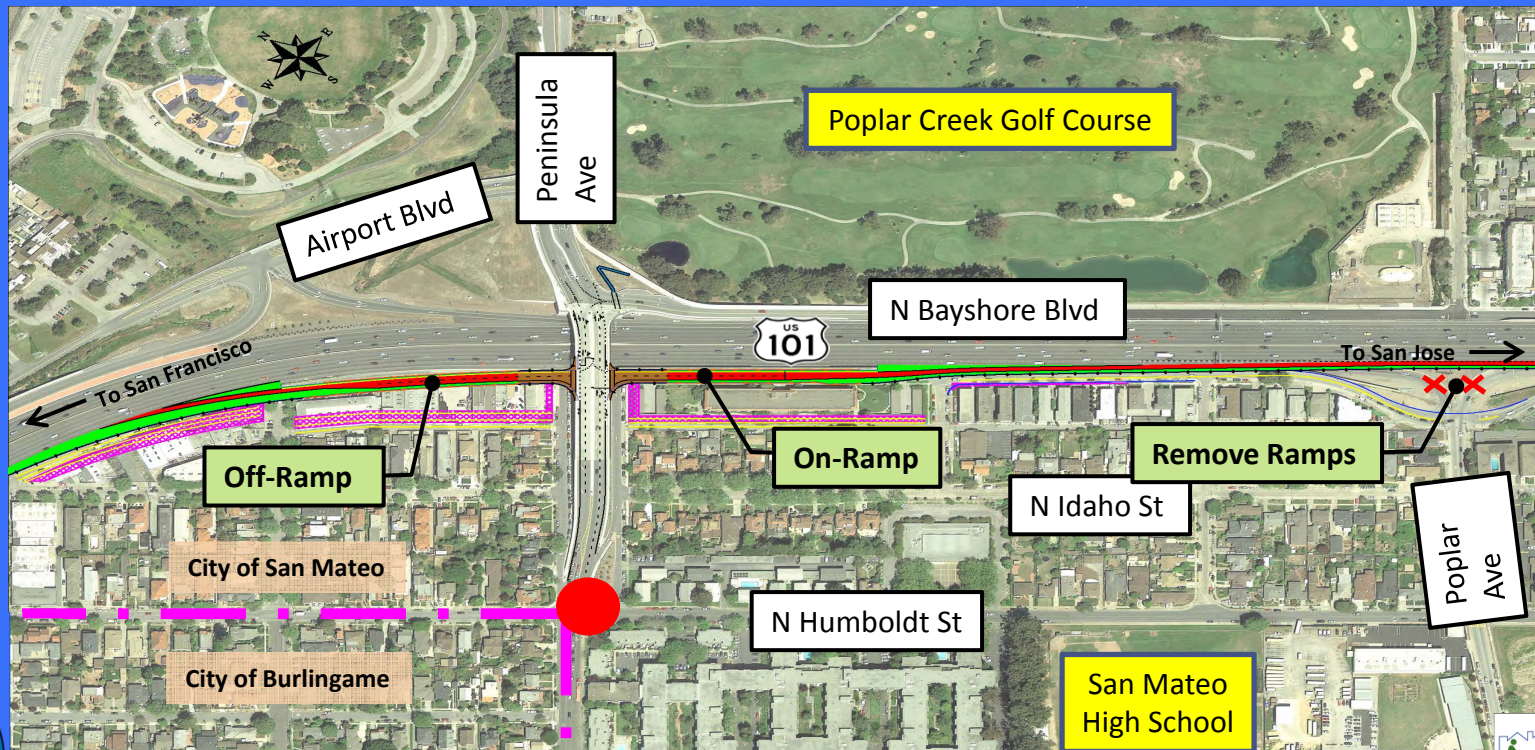 N
E
W
S
Peninsula
Ave
Poplar Creek Golf Course
Airport Blvd
N Bayshore Blvd
US
101
To San Francisco
To San Jose
Off-Ramp
On-Ramp
Remove Ramps
N Idaho St
Poplar
Ave
City of San Mateo
N Humboldt St
City of Burlingame
San Mateo
High School